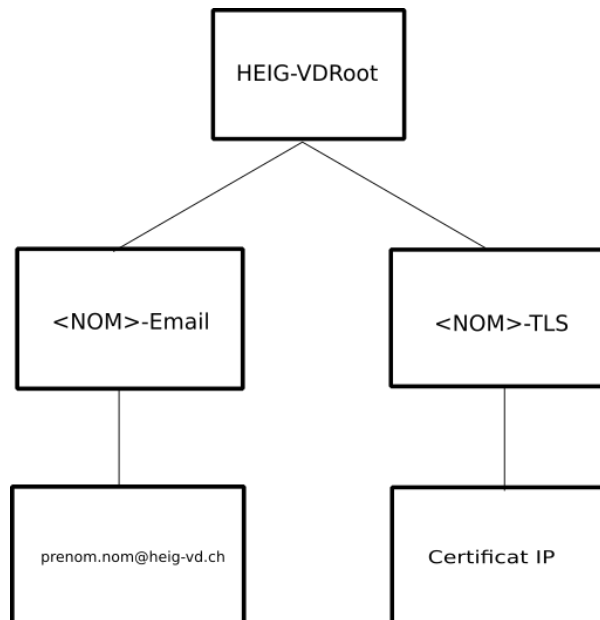 HEIG-VDRoot
<NOM>-Email
<NOM>-TLS
prenom.nom@heig-vd.ch
Certificat IP